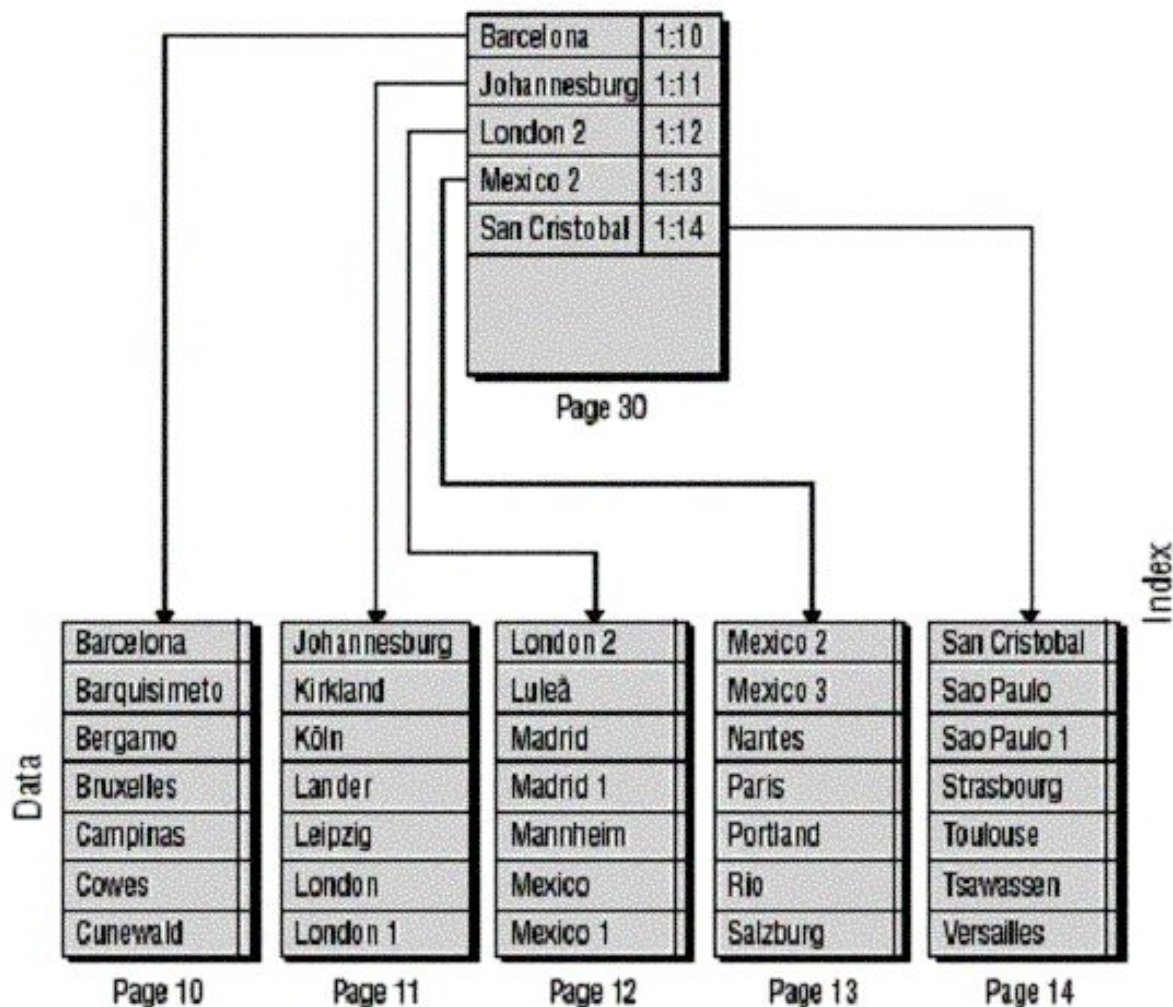 Barcelona 1:10
Johannesburg 1:11
London 2 1:12
Mexico 2 1:13
San Cristobal 1:14
Page 30
Index
Data
Barcelona
Barquisimeto
Bergamo
Bruxelles
Campinas
Cowes
Cunewald
Page 10
Johannesburg
Kirkland
Köln
Lander
Leipzig
London
London 1
Page 11
London 2
Luleå
Madrid
Madrid 1
Mannheim
Mexico
Mexico 1
Page 12
Mexico 2
Mexico 3
Nantes
Paris
Portland
Rio
Salzburg
Page 13
San Cristobal
Sao Paulo
Sao Paulo 1
Strasbourg
Toulouse
Tsawassen
Versailles
Page 14